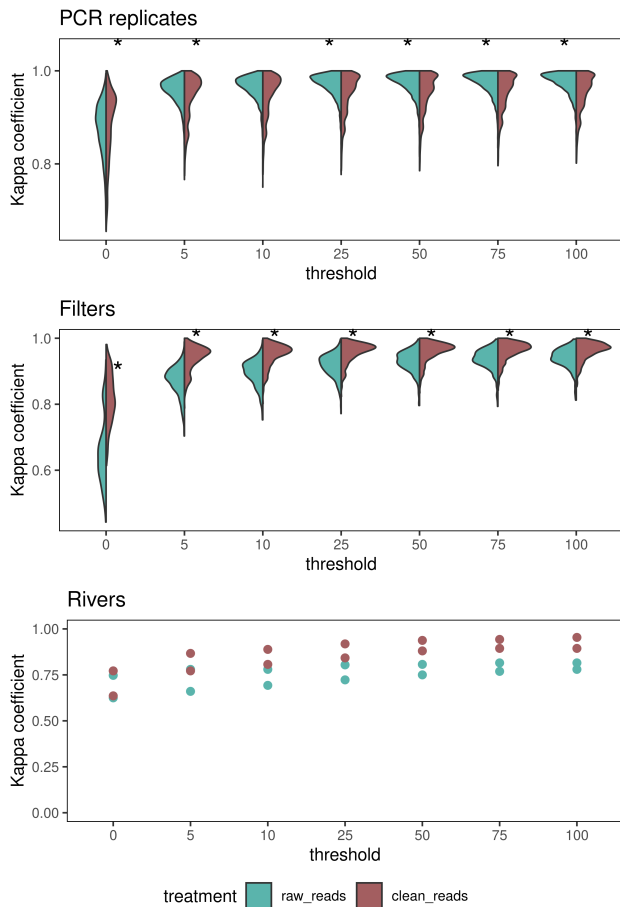 PCR replicates
* * * * * *
1.0
0.8
Kappa coefficient
0 5 10 25 50 75 100
threshold
Filters
* * * * * * *
1.0
0.8
0.6
Kappa coefficient
0 5 10 25 50 75 100
threshold
Rivers
1.00
0.75
0.50
0.25
0.00
Kappa coefficient
0 5 10 25 50 75 100
threshold
treatment raw_reads clean_reads